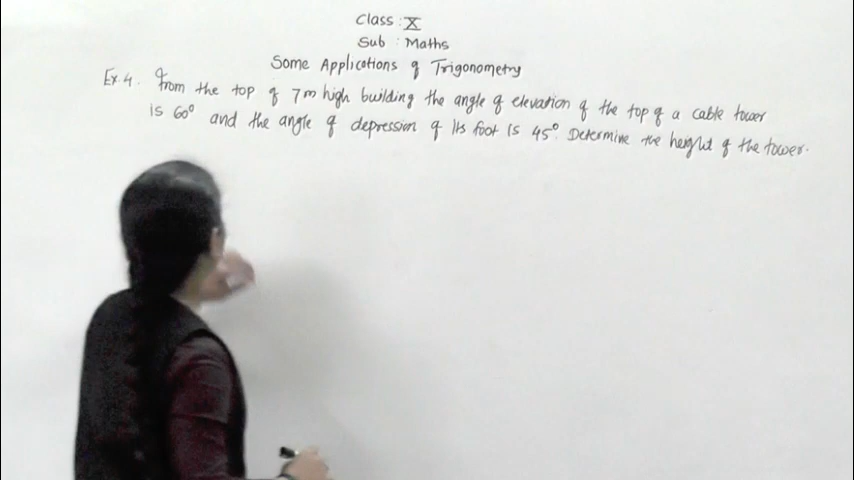 Class : X
Sub : Maths
Some Applications of Trigonometry
Ex.4. From the top of 7m high building the angle of elevation of the top of a cable tower
is 60° and the angle of depression of its foot is 45°. Determine the height of the tower.